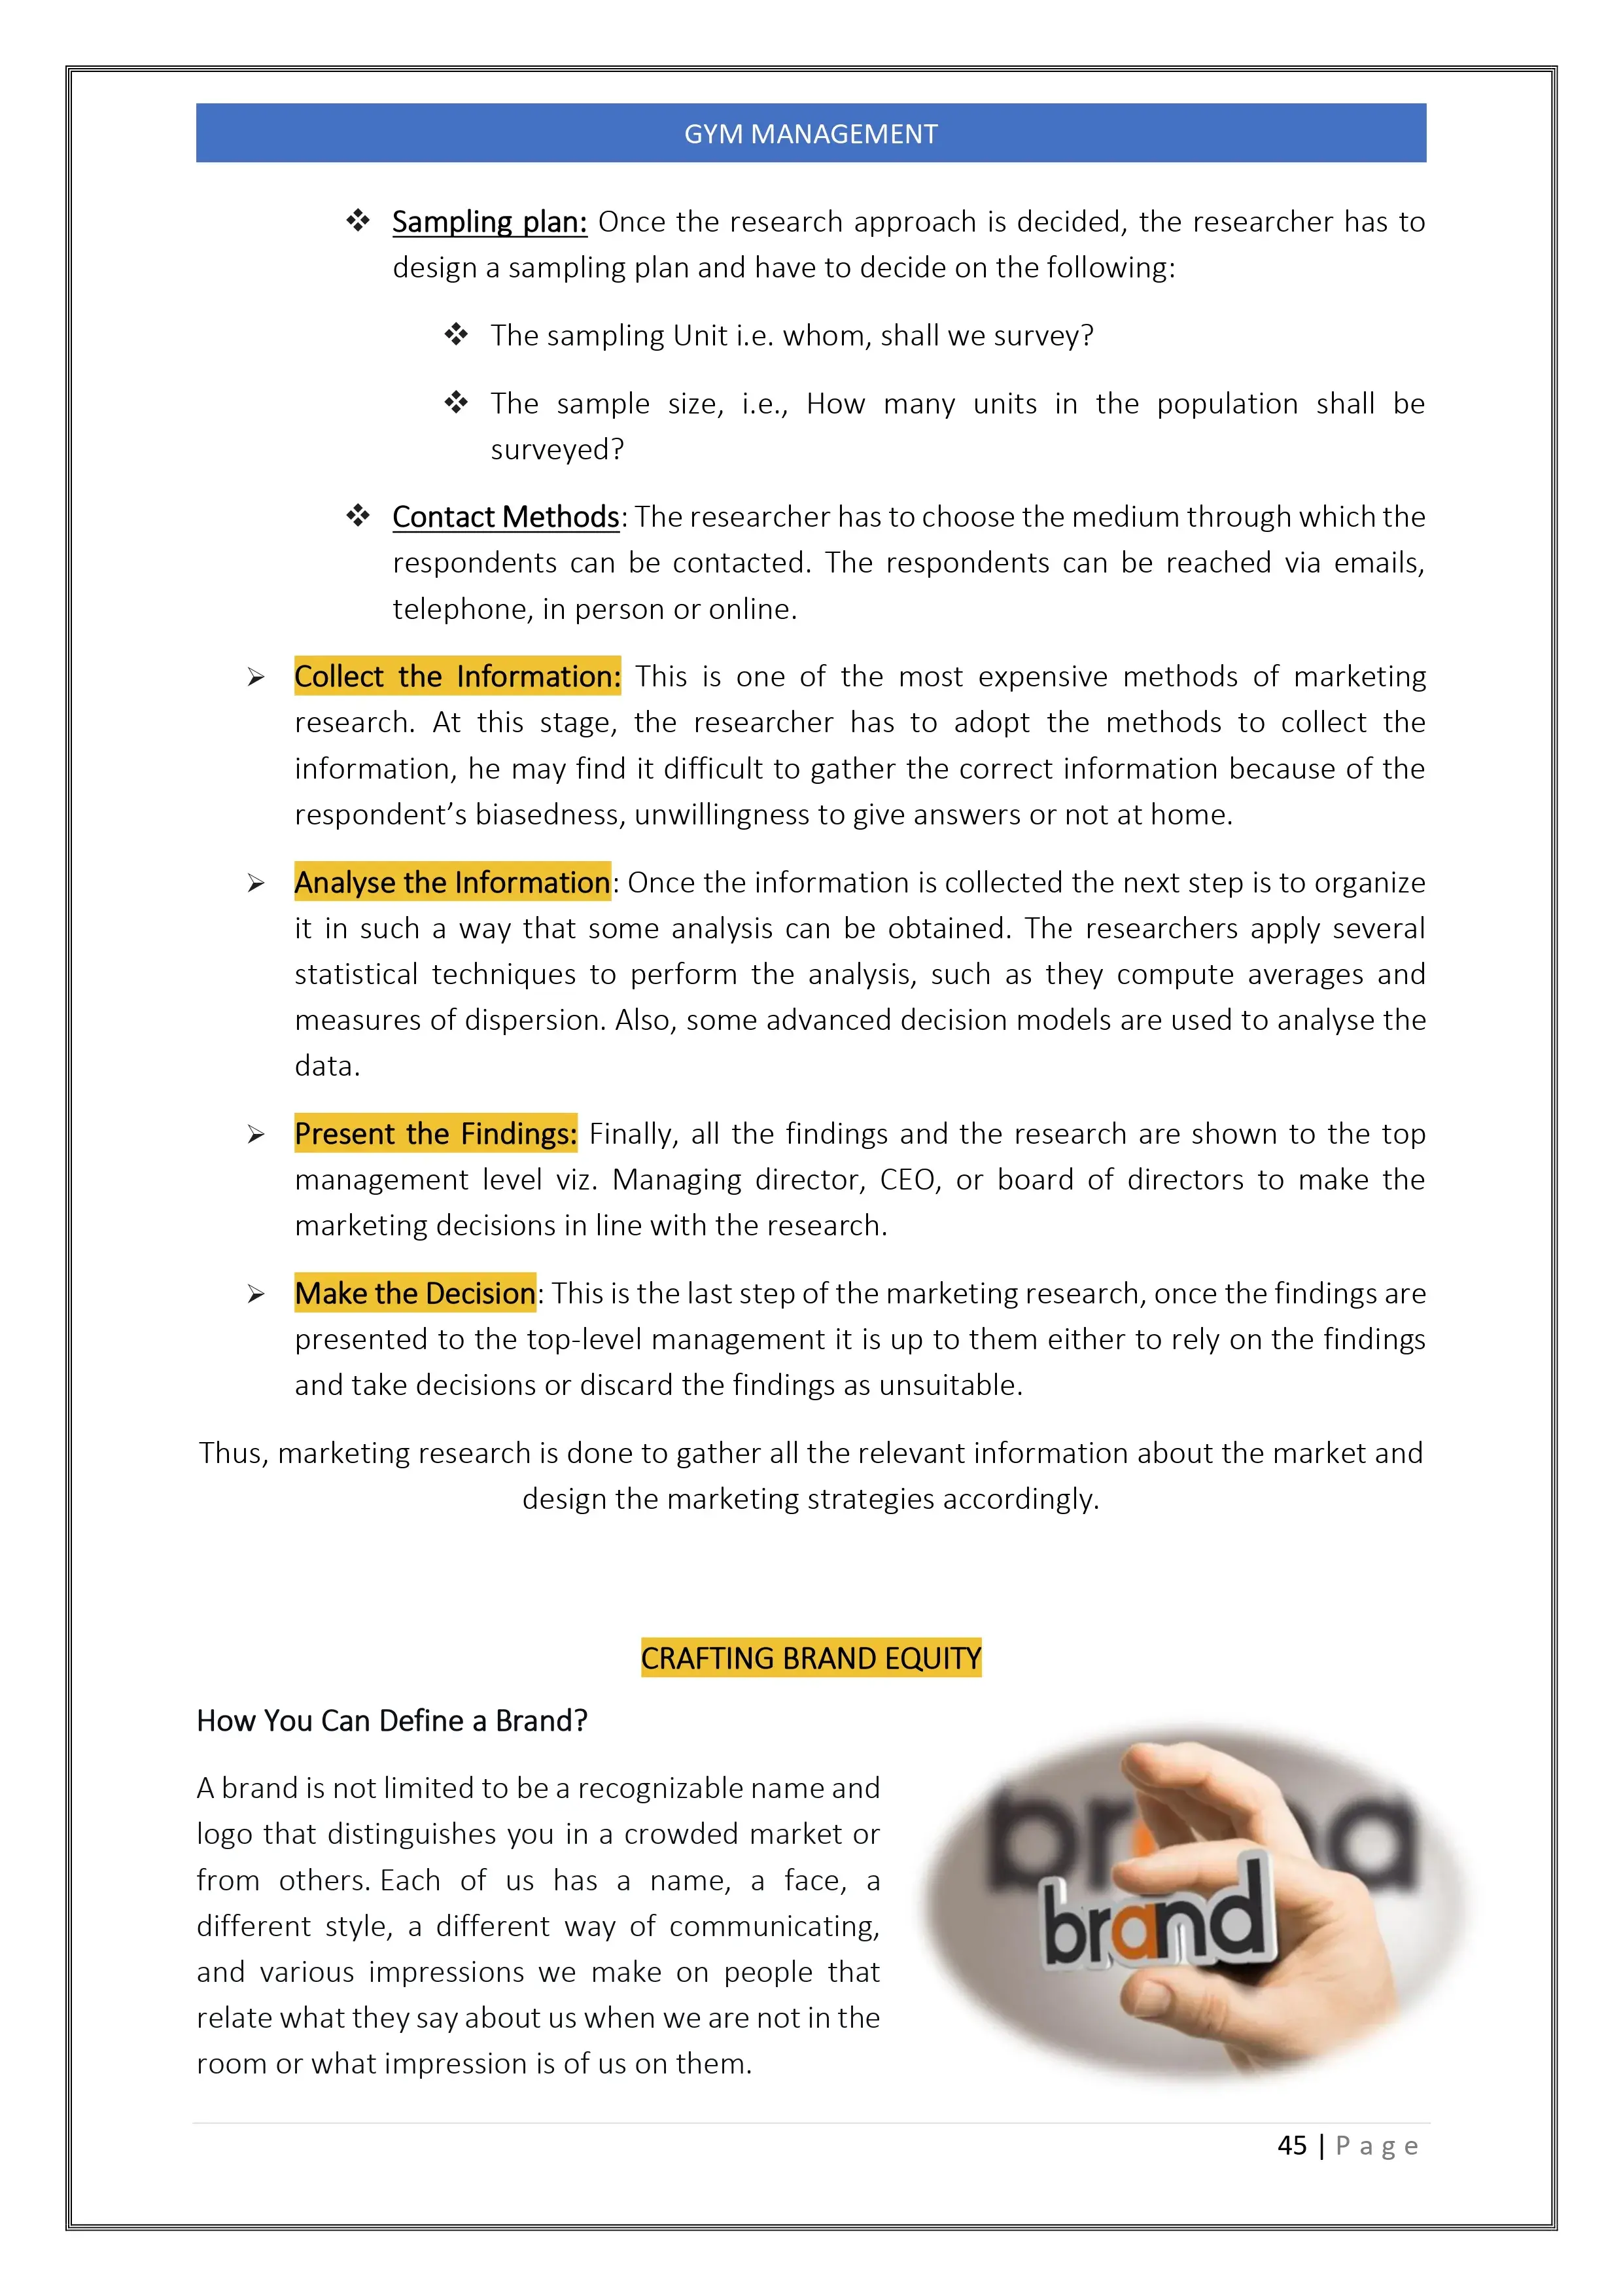 GYM MANAGEMENT
❖ Sampling plan: Once the research approach is decided, the researcher has to
design a sampling plan and have to decide on the following:
❖ The sampling Unit i.e. whom, shall we survey?
❖ The sample size, i.e., How many units in the population shall be
surveyed?
❖ Contact Methods: The researcher has to choose the medium through which the
respondents can be contacted. The respondents can be reached via emails,
telephone, in person or online.
➢ Collect the Information: This is one of the most expensive methods of marketing
research. At this stage, the researcher has to adopt the methods to collect the
information, he may find it difficult to gather the correct information because of the
respondent’s biasedness, unwillingness to give answers or not at home.
➢ Analyse the Information: Once the information is collected the next step is to organize
it in such a way that some analysis can be obtained. The researchers apply several
statistical techniques to perform the analysis, such as they compute averages and
measures of dispersion. Also, some advanced decision models are used to analyse the
data.
➢ Present the Findings: Finally, all the findings and the research are shown to the top
management level viz. Managing director, CEO, or board of directors to make the
marketing decisions in line with the research.
➢ Make the Decision: This is the last step of the marketing research, once the findings are
presented to the top-level management it is up to them either to rely on the findings
and take decisions or discard the findings as unsuitable.
Thus, marketing research is done to gather all the relevant information about the market and
design the marketing strategies accordingly.
CRAFTING BRAND EQUITY
How You Can Define a Brand?
A brand is not limited to be a recognizable name and
logo that distinguishes you in a crowded market or
from others. Each of us has a name, a face, a
different style, a different way of communicating,
and various impressions we make on people that
relate what they say about us when we are not in the
room or what impression is of us on them.
brand
brand
45 | P a g e